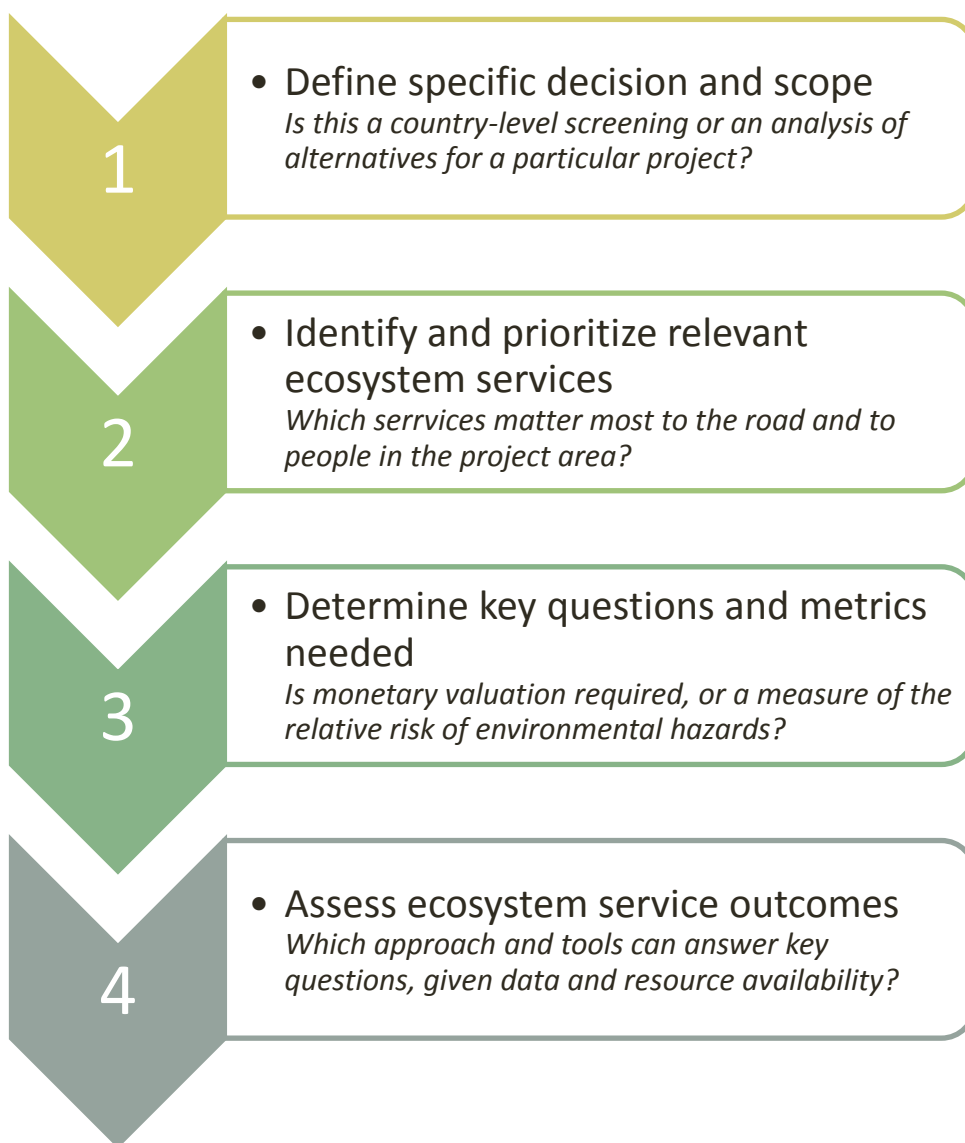 1
• Define specific decision and scope
Is this a country-level screening or an analysis of
alternatives for a particular project?
2
• Identify and prioritize relevant
ecosystem services
Which serrvices matter most to the road and to
people in the project area?
3
• Determine key questions and metrics
needed
Is monetary valuation required, or a measure of the
relative risk of environmental hazards?
4
• Assess ecosystem service outcomes
Which approach and tools can answer key
questions, given data and resource availability?